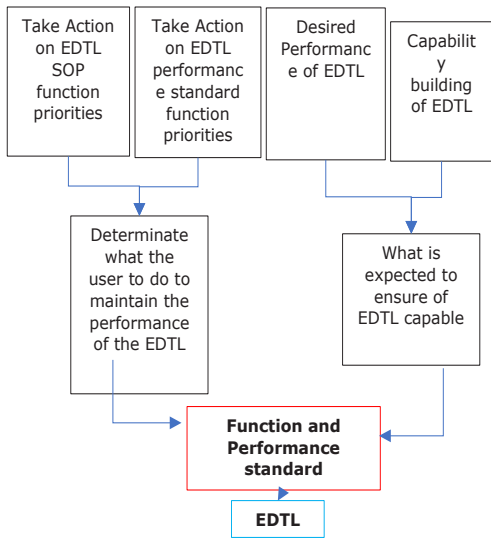 Take Action
on EDTL
SOP
function
priorities
Take Action
on EDTL
performanc
e standard
function
priorities
Desired
Performanc
e of EDTL
Capabilit
y
building
of EDTL
Determinate
what the
user to do to
maintain the
performance
of the EDTL
What is
expected to
ensure of
EDTL capable
Function and
Performance
standard
EDTL